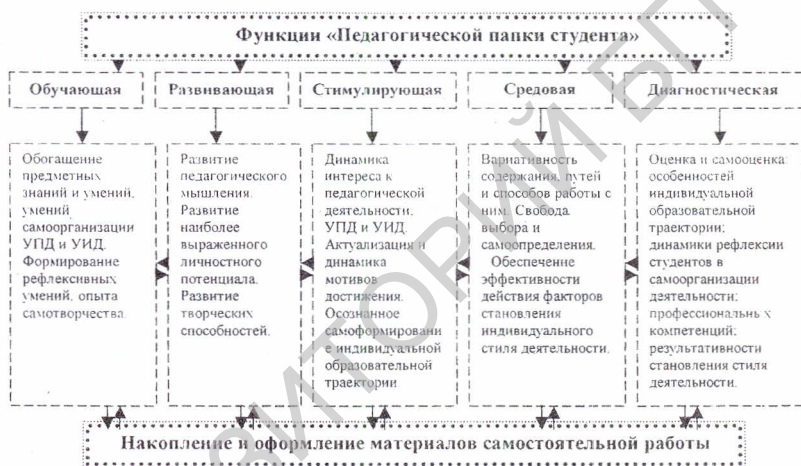 Функции «Педагогической папки студента»
Обучающая
Развивающая
Стимулирующая
Средовая
Диагностическая
Обогащение
предметных
знаний и умений,
умений
самоорганизации
УПД и УИД.
Формирование
рефлексивных
умений, опыта
самотворчества.
Развитие
педагогического
мышления.
Развитие
наиболее
выраженного
личностного
потенциала.
Развитие
творческих
способностей.
Динамика
интереса к
педагогической
деятельности,
УПД и УИД.
Актуализация и
динамика
мотивов
достижения.
Осознанное
самоформировани
е индивидуальной
образовательной
траектории
Вариативность
содержания, путей
и способов работы с
ним. Свобода
выбора и
самоопределения.
Обеспечение
эффективности
действия факторов
становления
индивидуального
стиля деятельности.
Оценка и самооценка:
особенностей
индивидуальной
образовательной
траектории;
динамики рефлексии
студентов в
самоорганизации
деятельности;
профессиональных
компетенций;
результативности
становления стиля
деятельности.
Накопление и оформление материалов самостоятельной работы